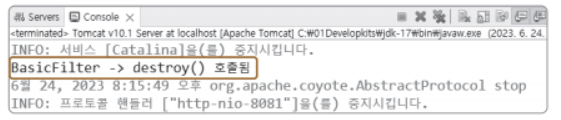 Servers Console
<terminated> Tomcat v10.1 Server at localhost [Apache Tomcat] C:₩01Developkits₩jdk-17₩bin₩javaw.exe (2023. 6. 24.
INFO: 서비스 [Catalina]을(를) 중지시킵니다.
BasicFilter -> destroy() 호출됨
6월 24, 2023 8:15:49 오후 org.apache.coyote.AbstractProtocol stop
INFO: 프로토콜 핸들러 ["http-nio-8081"]을(를) 중지시킵니다.